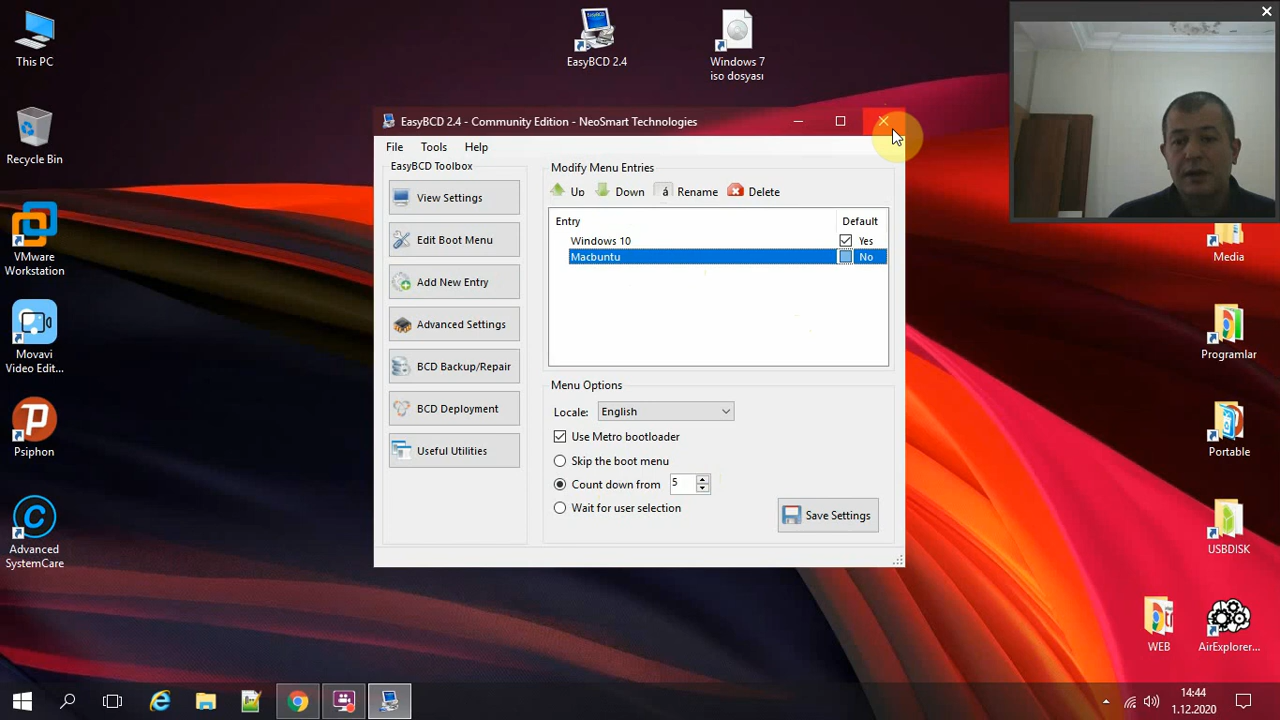 This PC
Recycle Bin
VMware
Workstation
Movavi
Video Edit...
Psiphon
Advanced
SystemCare
EasyBCD 2.4
Windows 7
iso dosyası
EasyBCD 2.4 - Community Edition - NeoSmart Technologies
File Tools Help
EasyBCD Toolbox
View Settings
Edit Boot Menu
Add New Entry
Advanced Settings
BCD Backup/Repair
BCD Deployment
Useful Utilities
Modify Menu Entries
Up Down á Rename Delete
Entry Default
Windows 10 Yes
Macbuntu No
Menu Options
Locale: English
Use Metro bootloader
Skip the boot menu
Count down from 5
Wait for user selection
Save Settings
Media
Programlar
Portable
USBDISK
WEB
AirExplorer...
14:44
1.12.2020